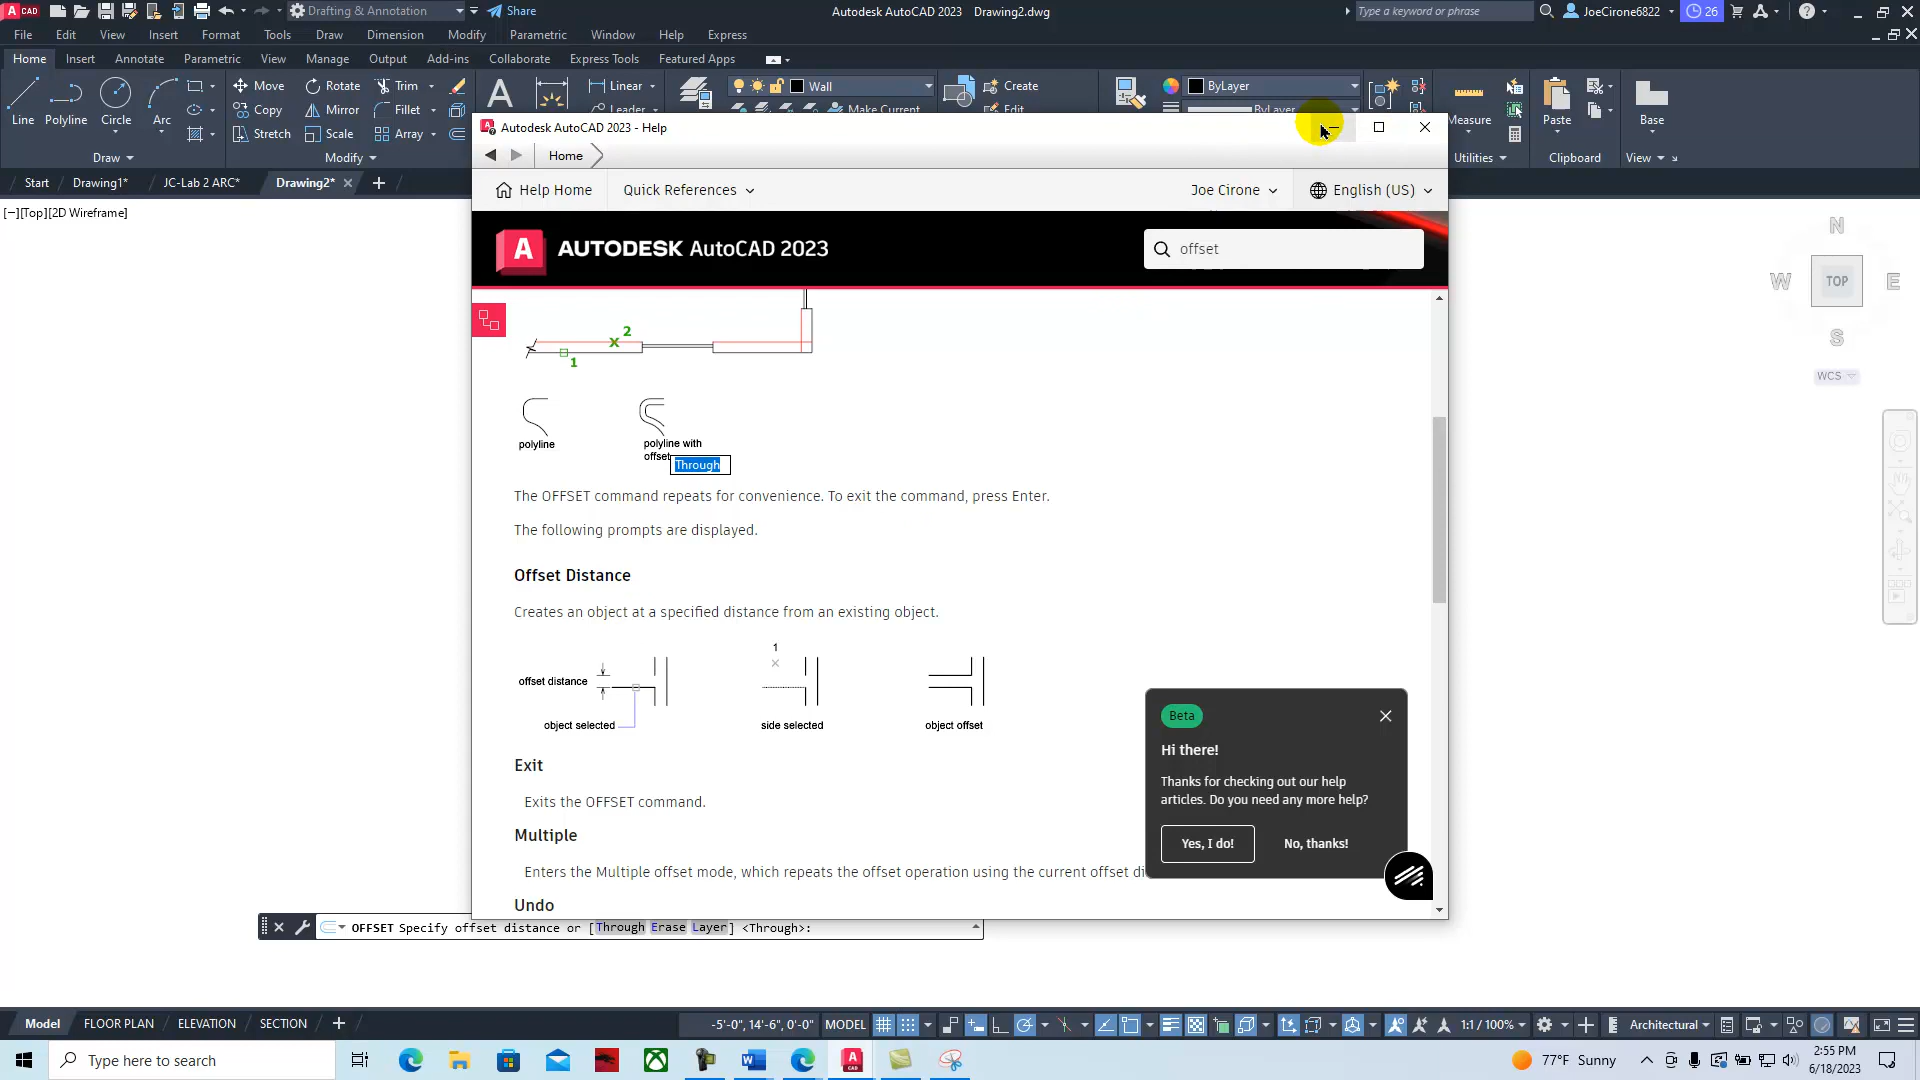 CAD
Drafting & Annotation
Share
Autodesk AutoCAD 2023   Drawing2.dwg
Type a keyword or phrase
JoeCirone6822
26
File Edit View Insert Format Tools Draw Dimension Modify Parametric Window Help Express
Home Insert Annotate Parametric View Manage Output Add-ins Collaborate Express Tools Featured Apps
Line Polyline Circle Arc
Move Rotate Trim
Copy Mirror Fillet
Stretch Scale Array
Linear
Leader
Wall
Make Current
Create
Edit
ByLayer
ByLayer
Measure
Paste
Base
Draw
Modify
Utilities
Clipboard
View
Start Drawing1* JC-Lab 2 ARC* Drawing2*
[−][Top][2D Wireframe]
Autodesk AutoCAD 2023 - Help
Home
Help Home Quick References
Joe Cirone English (US)
A AUTODESK AutoCAD 2023
offset
2
x
1
polyline
polyline with
offset
Through
The OFFSET command repeats for convenience. To exit the command, press Enter.
The following prompts are displayed.
Offset Distance
Creates an object at a specified distance from an existing object.
1
offset distance
object selected
side selected
object offset
Exit
Exits the OFFSET command.
Multiple
Enters the Multiple offset mode, which repeats the offset operation using the current offset di
Undo
Beta
Hi there!
Thanks for checking out our help
articles. Do you need any more help?
Yes, I do!
No, thanks!
N
W TOP E
S
WCS
OFFSET Specify offset distance or [Through Erase Layer] <Through>:
Model FLOOR PLAN ELEVATION SECTION
-5'-0", 14'-6", 0'-0" MODEL
1:1 / 100%
Architectural
Type here to search
77°F Sunny
2:55 PM
6/18/2023